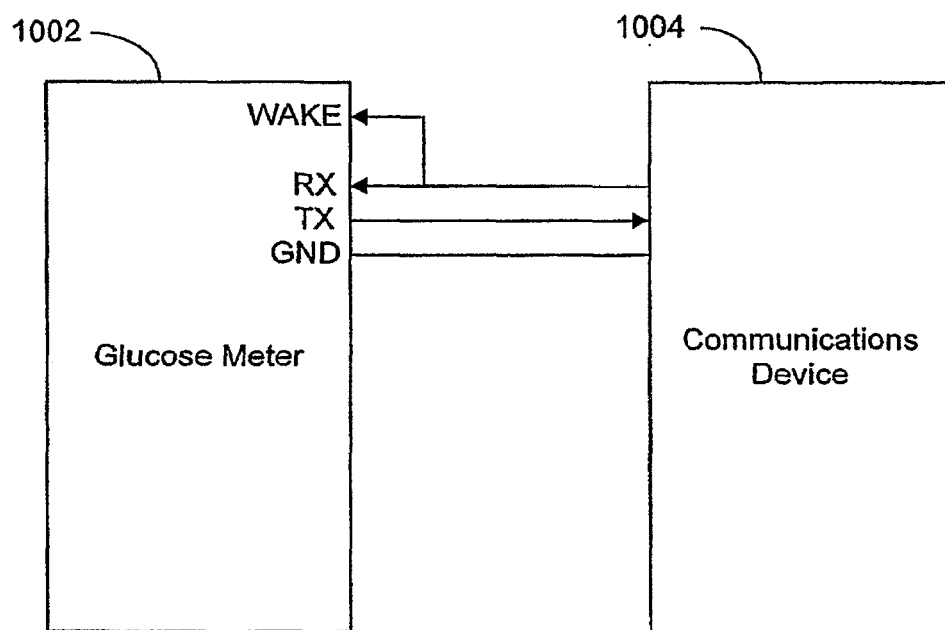 1002
1004
WAKE
RX
TX
GND
Glucose Meter
Communications
Device